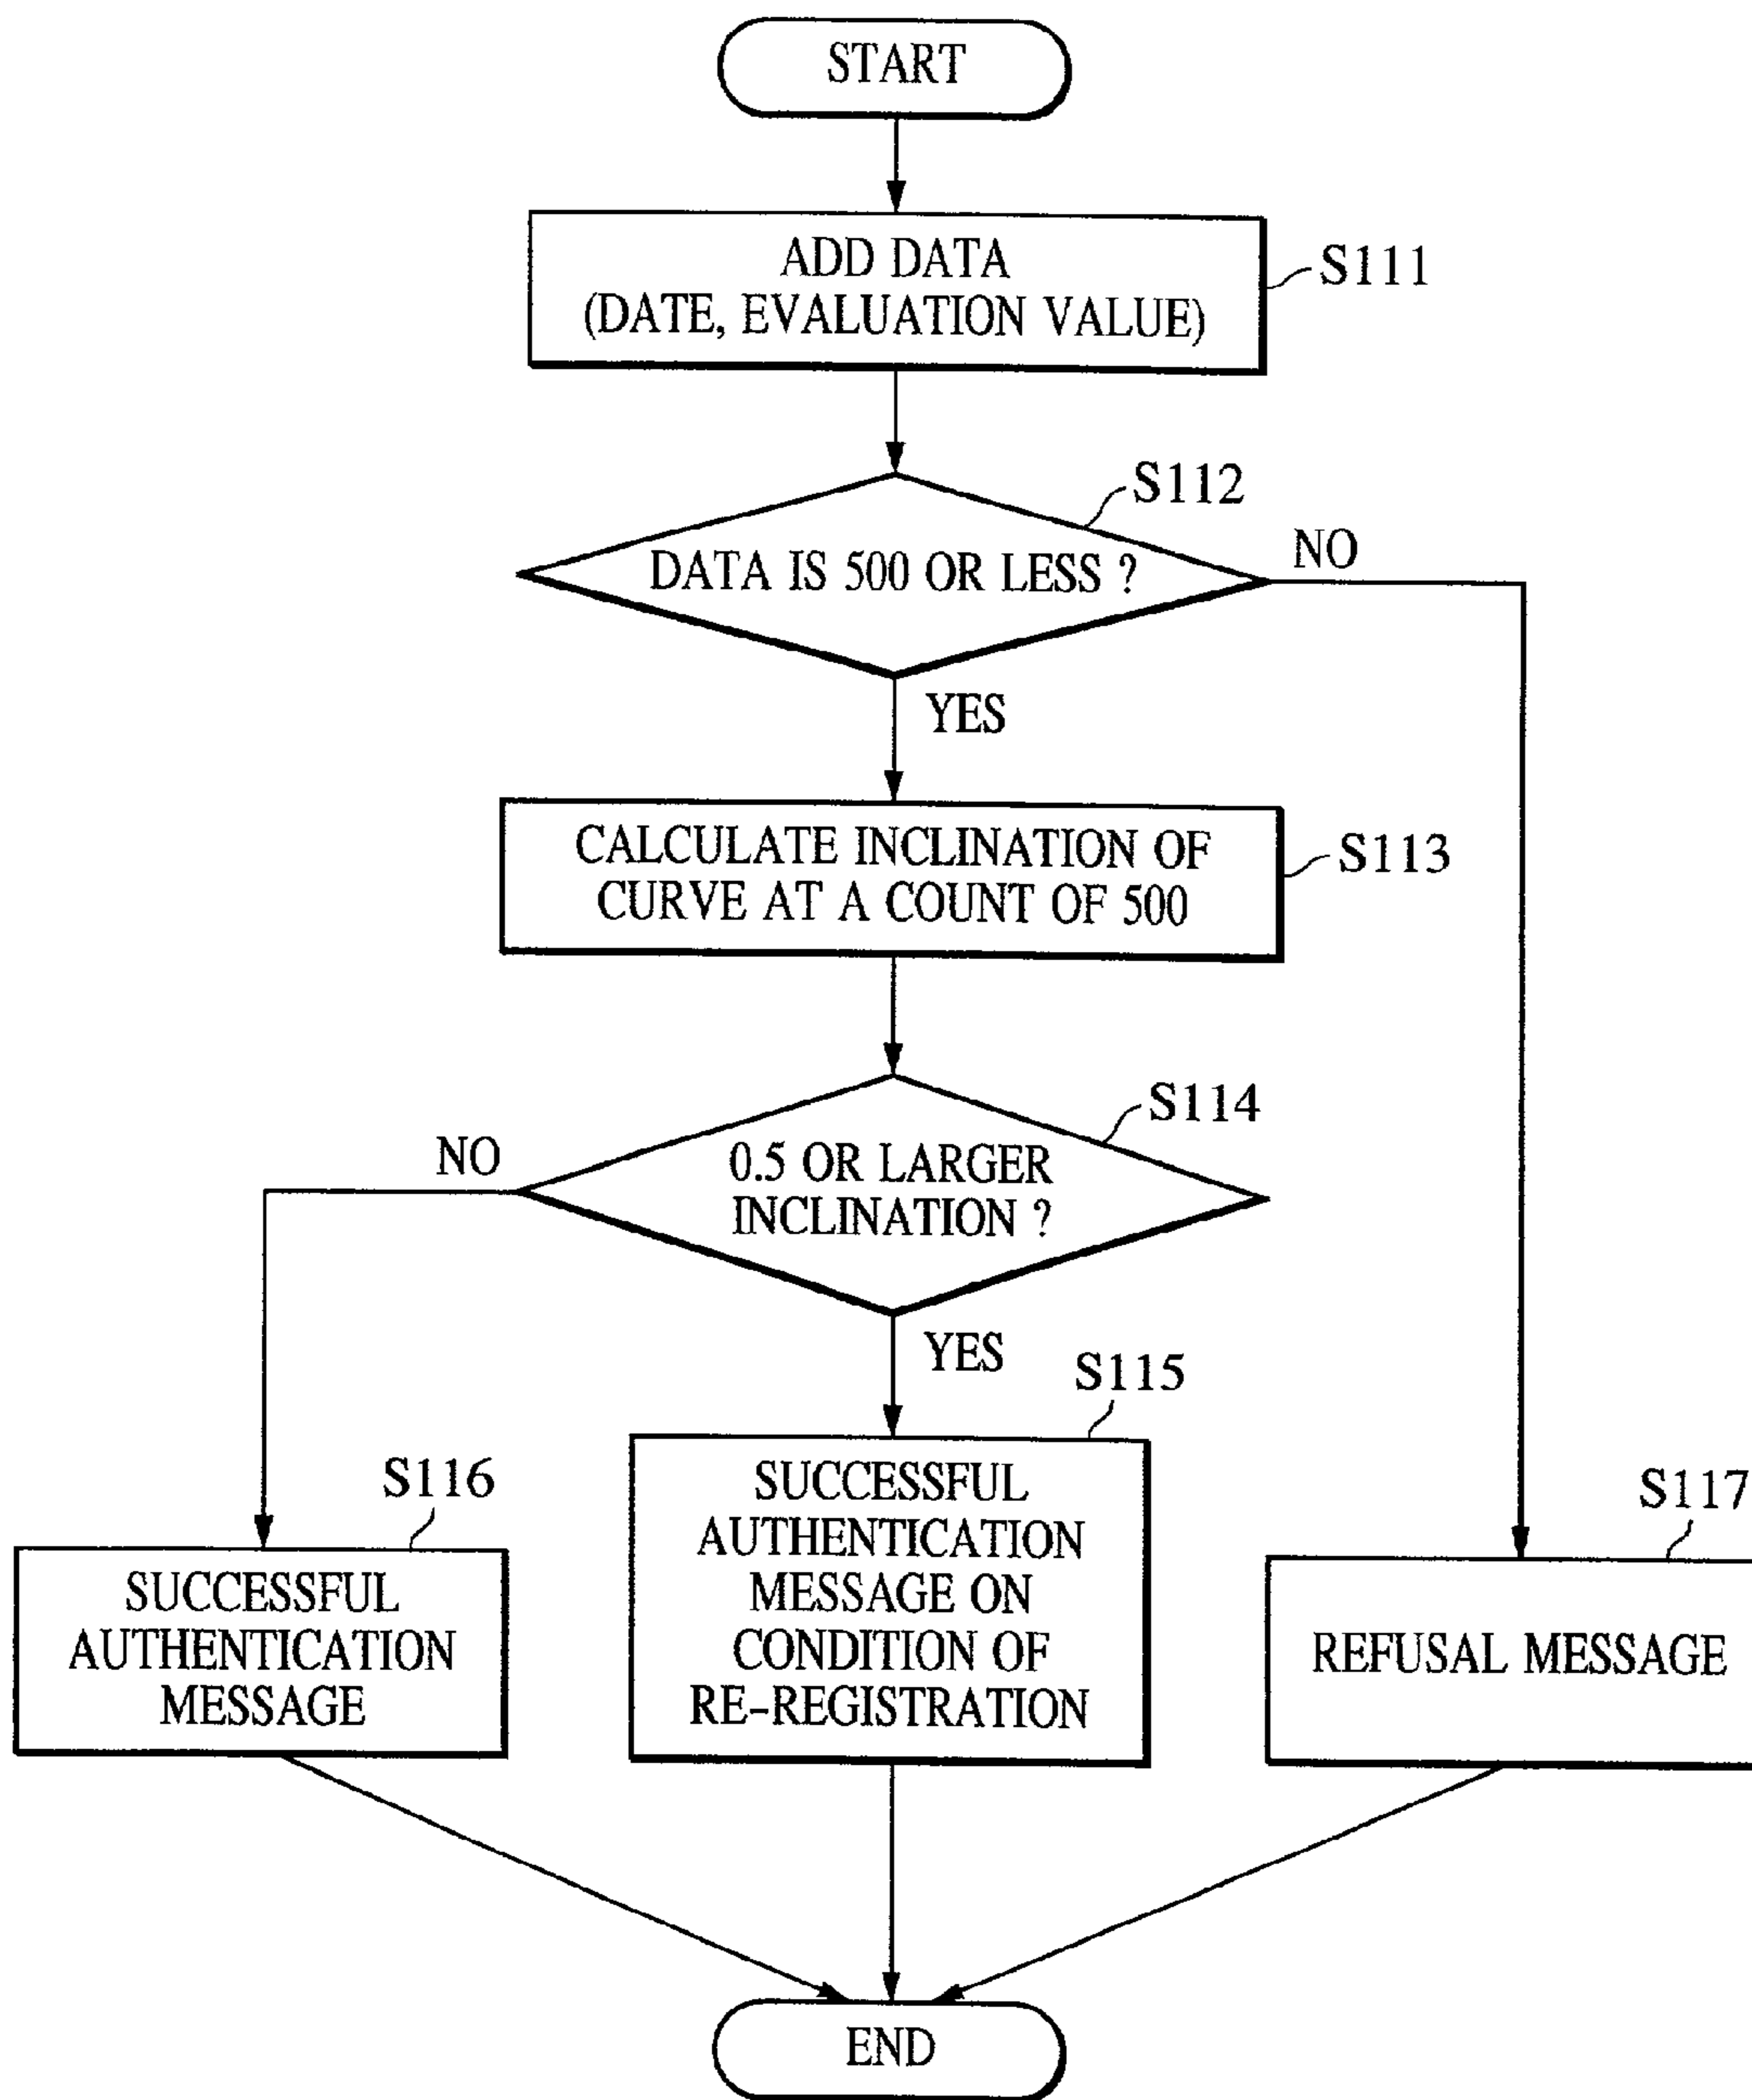 START
ADD DATA
(DATE, EVALUATION VALUE)
S111
S112
DATA IS 500 OR LESS ?
NO
YES
CALCULATE INCLINATION OF
CURVE AT A COUNT OF 500
S113
S114
NO
0.5 OR LARGER
INCLINATION ?
YES
S115
S116
S117
SUCCESSFUL
AUTHENTICATION
MESSAGE
SUCCESSFUL
AUTHENTICATION
MESSAGE ON
CONDITION OF
RE-REGISTRATION
REFUSAL MESSAGE
END